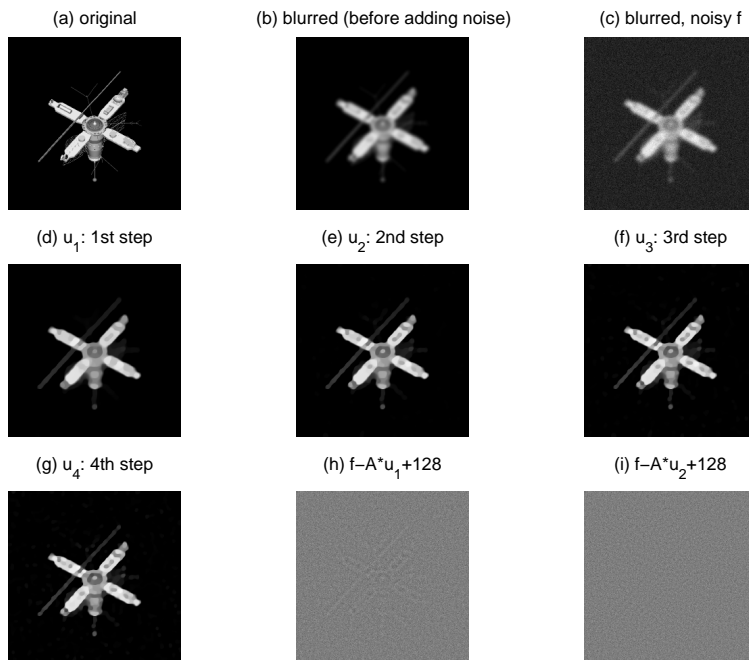 (a) original
(b) blurred (before adding noise)
(c) blurred, noisy f
(d) u₁: 1st step
(e) u₂: 2nd step
(f) u₃: 3rd step
(g) u₄: 4th step
(h) f−A*u₁+128
(i) f−A*u₂+128